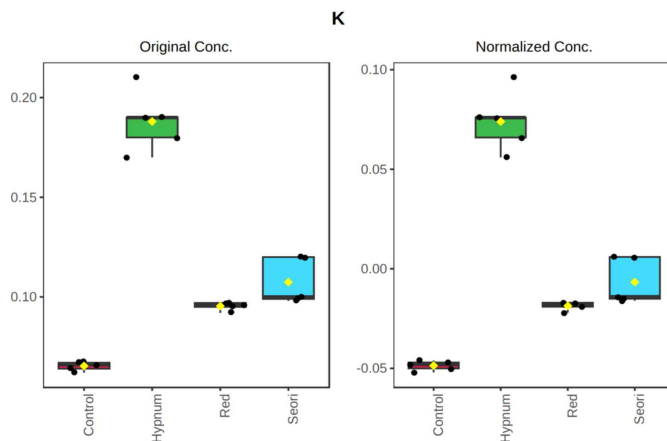 K
Original Conc.
Normalized Conc.
0.20
0.15
0.10
Control
Hypnum
Red
Seori
0.10
0.05
0.00
-0.05
Control
Hypnum
Red
Seori